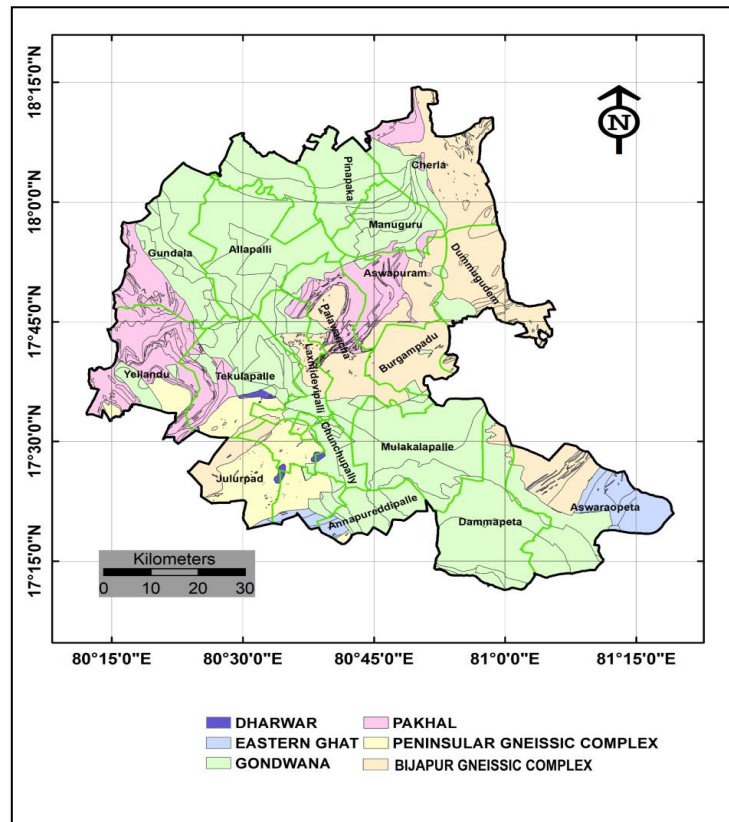 18°15'0"N
18°0'0"N
17°45'0"N
17°30'0"N
17°15'0"N
N
Cherla
Pinapaka
Manuguru
Gundala
Allapalli
Aswapuram
Dummagudem
Palawancha
Burgampadu
Laxmidevipalli
Yellandu
Tekulapalle
Chunchupally
Mulakalapalle
Julurpad
Annapureddipalle
Dammapeta
Aswaraopeta
Kilometers
0 10 20 30
80°15'0"E 80°30'0"E 80°45'0"E 81°0'0"E 81°15'0"E
DHARWAR PAKHAL
EASTERN GHAT PENINSULAR GNEISSIC COMPLEX
GONDWANA BIJAPUR GNEISSIC COMPLEX